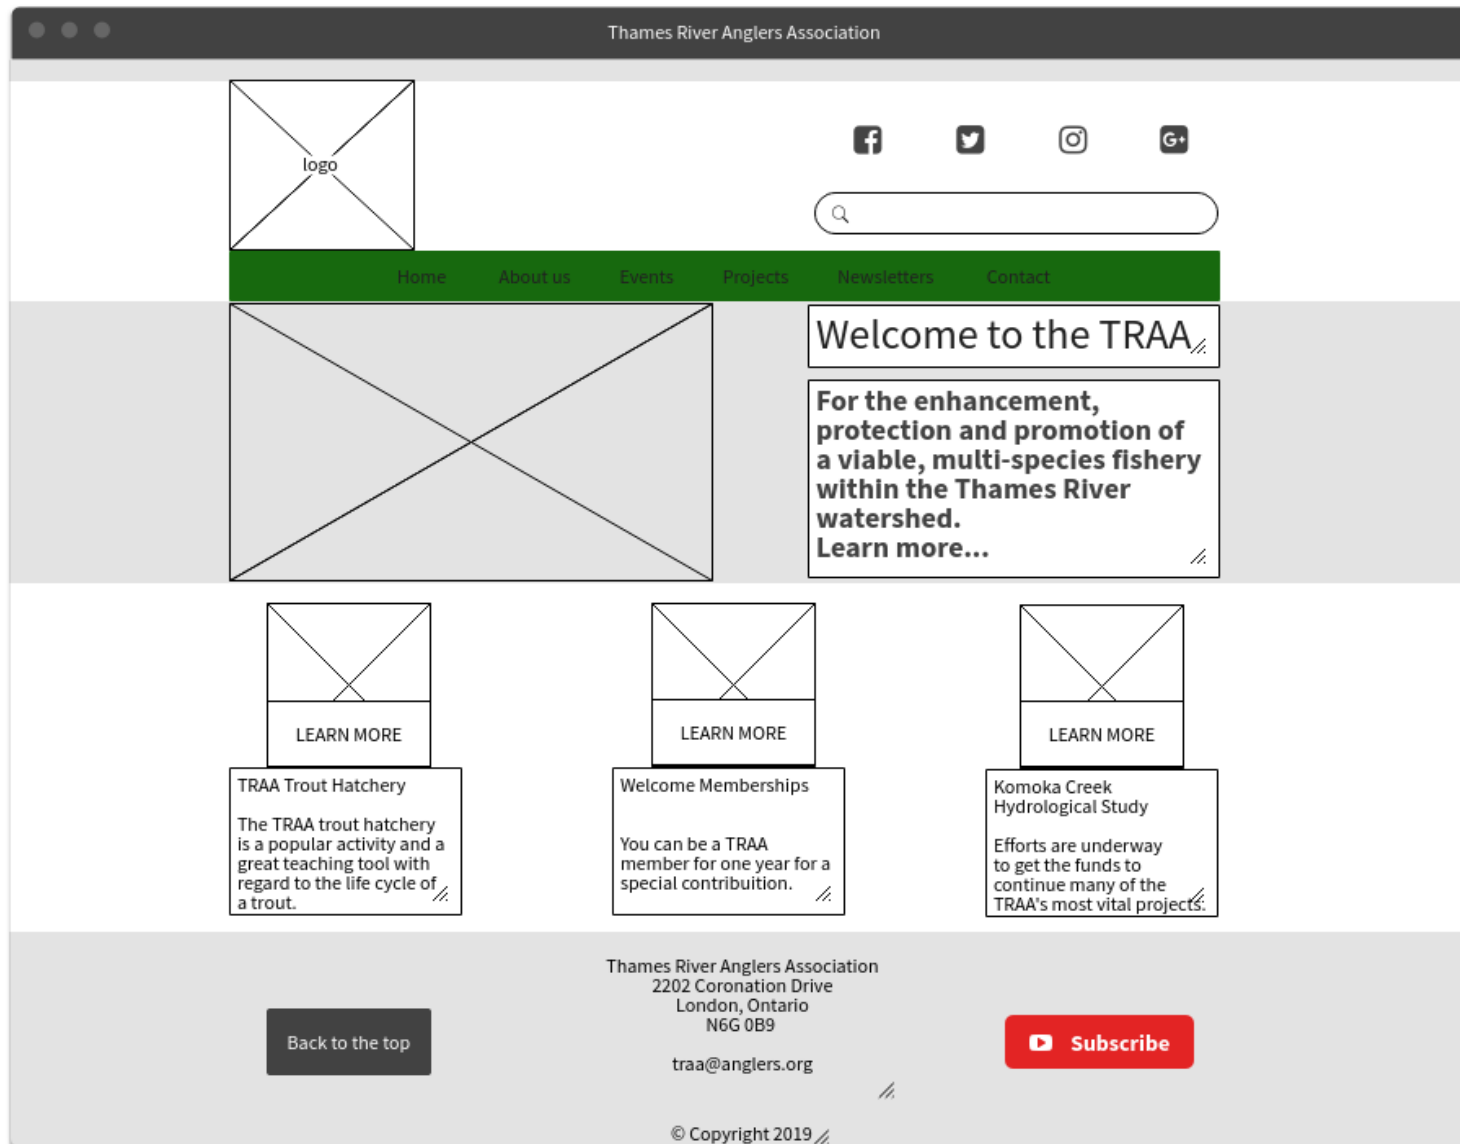 Thames River Anglers Association
logo
Home About us Events Projects Newsletters Contact
Welcome to the TRAA
For the enhancement,
protection and promotion of
a viable, multi-species fishery
within the Thames River
watershed.
Learn more...
LEARN MORE
TRAA Trout Hatchery
The TRAA trout hatchery
is a popular activity and a
great teaching tool with
regard to the life cycle of
a trout.
LEARN MORE
Welcome Memberships
You can be a TRAA
member for one year for a
special contribuition.
LEARN MORE
Komoka Creek
Hydrological Study
Efforts are underway
to get the funds to
continue many of the
TRAA's most vital projects.
Back to the top
Thames River Anglers Association
2202 Coronation Drive
London, Ontario
N6G 0B9
traa@anglers.org
Subscribe
© Copyright 2019